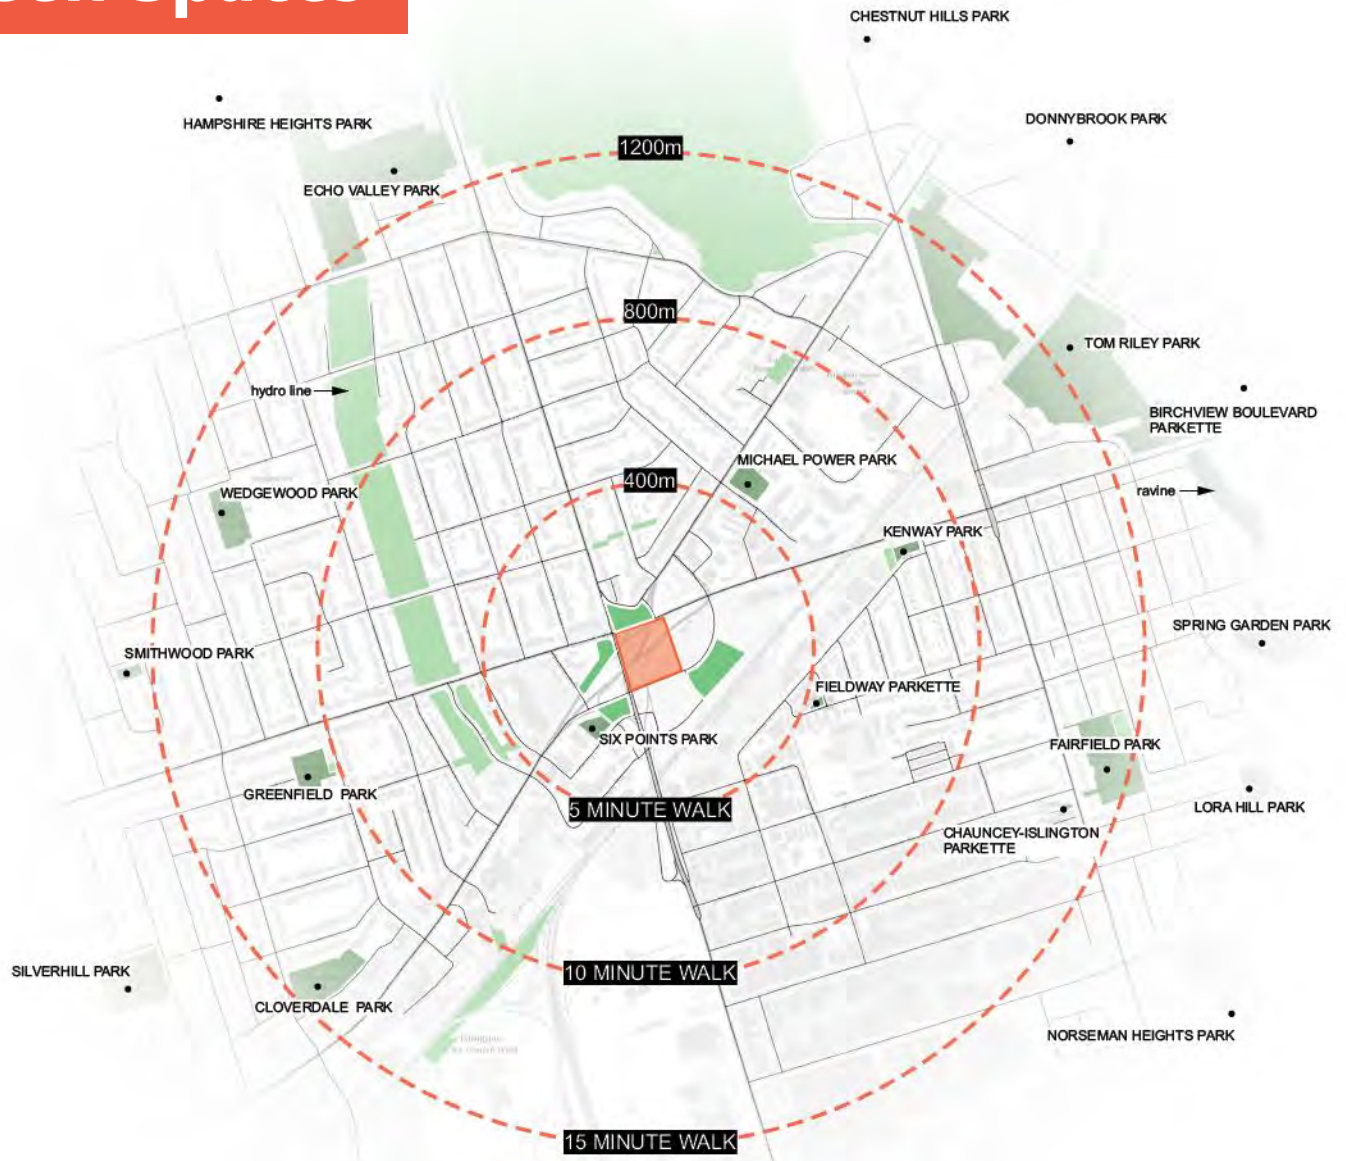 Spaces
CHESTNUT HILLS PARK
HAMPSHIRE HEIGHTS PARK
DONNYBROOK PARK
1200m
ECHO VALLEY PARK
800m
TOM RILEY PARK
hydro line
BIRCHVIEW BOULEVARD
PARKETTE
MICHAEL POWER PARK
400m
WEDGEWOOD PARK
ravine
KENWAY PARK
SPRING GARDEN PARK
SMITHWOOD PARK
FIELDWAY PARKETTE
SIX POINTS PARK
FAIRFIELD PARK
GREENFIELD PARK
5 MINUTE WALK
LORA HILL PARK
CHAUNCEY-ISLINGTON
PARKETTE
10 MINUTE WALK
SILVERHILL PARK
CLOVERDALE PARK
NORSEMAN HEIGHTS PARK
15 MINUTE WALK